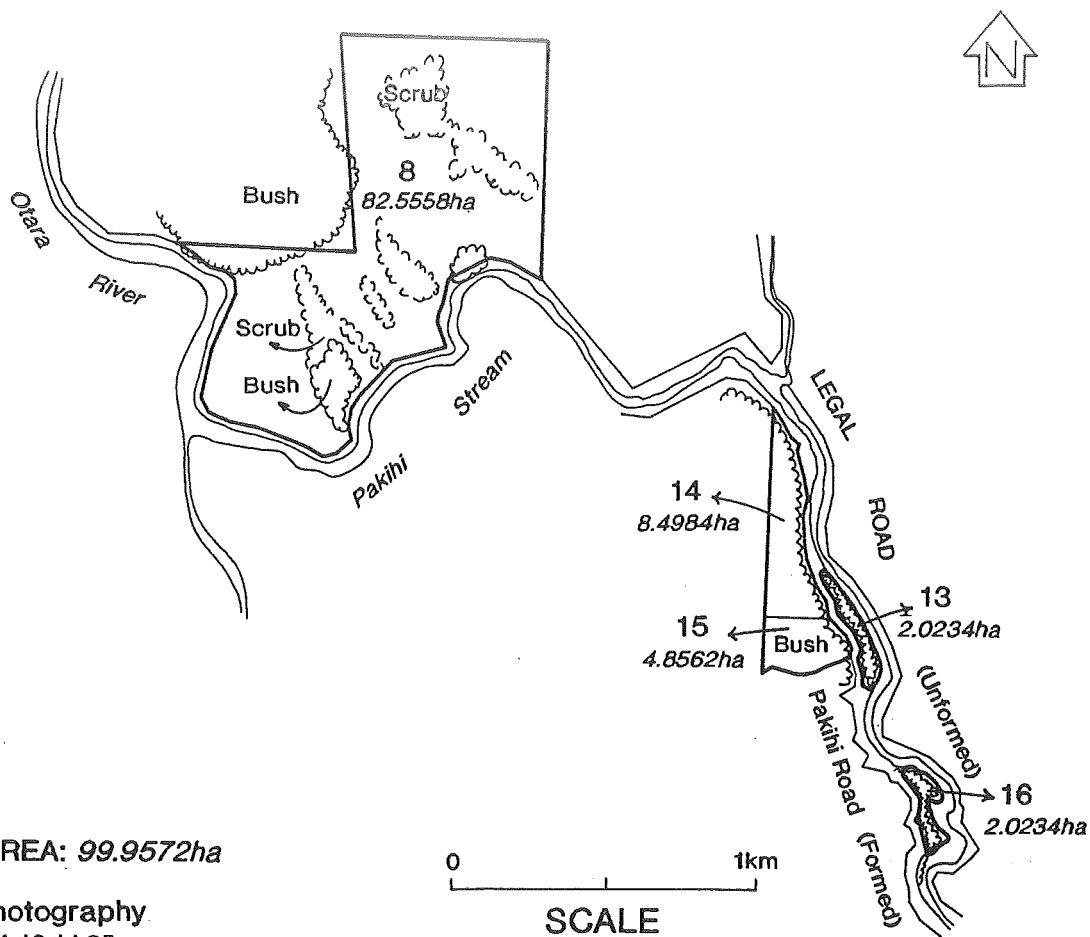 N
Scrub
8
82.5558ha
Bush
Otara
River
Scrub
Bush
Stream
Pakihi
LEGAL
ROAD
14
8.4984ha
13
2.0234ha
15
4.8562ha
Bush
(Unformed)
Pakihi Road (Formed)
16
2.0234ha
REA: 99.9572ha
0 1km
SCALE
hotography